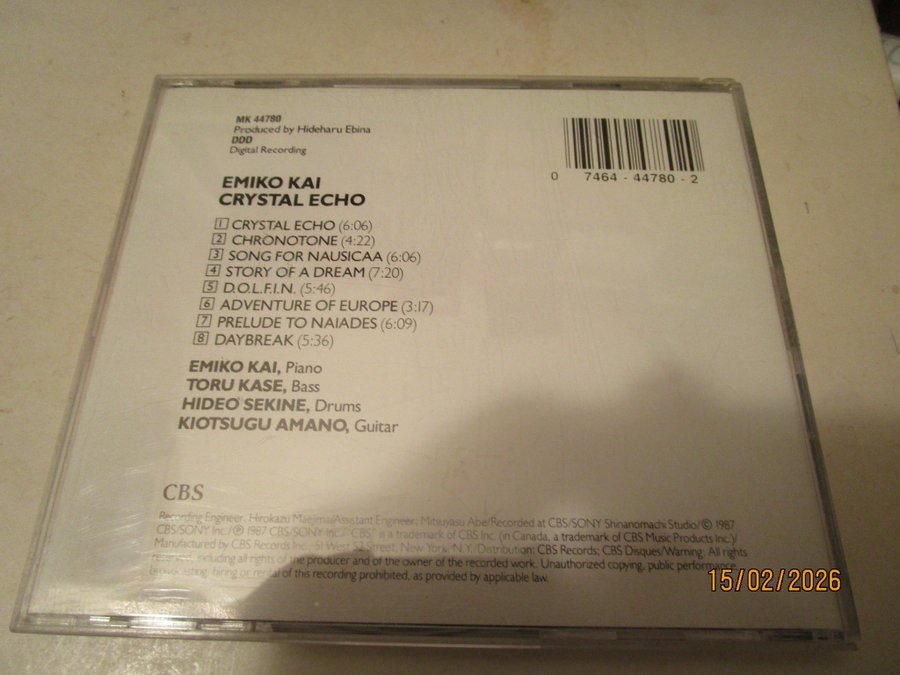 MK 44780
Produced by Hideharu Ebina
DDD
Digital Recording
0 7464 - 44780 - 2
EMIKO KAI
CRYSTAL ECHO
1 CRYSTAL ECHO (6:06)
2 CHRONOTONE (4:22)
3 SONG FOR NAUSICAA (6:06)
4 STORY OF A DREAM (7:20)
5 D.O.L.F.I.N. (5:46)
6 ADVENTURE OF EUROPE (3:17)
7 PRELUDE TO NAIADES (6:09)
8 DAYBREAK (5:36)
EMIKO KAI, Piano
TORU KASE, Bass
HIDEO SEKINE, Drums
KIOTSUGU AMANO, Guitar
CBS
Recording Engineer: Hirokazu Maejima/Assistant Engineer: Mitsuyasu Abe/Recorded at CBS/SONY Shinanomachi Studio/© 1987
CBS/SONY Inc./℗ 1987 CBS/SONY Inc./"CBS" is a trademark of CBS Inc. (in Canada, a trademark of CBS Music Products Inc.)/
Manufactured by CBS Records Inc. 51 West 52 Street, New York, N.Y./Distribution: CBS Records; CBS Disques/Warning: All rights
reserved, including all rights of the producer and of the owner of the recorded work. Unauthorized copying, public performance,
broadcasting, hiring or rental of this recording prohibited, as provided by applicable law.
15/02/2026